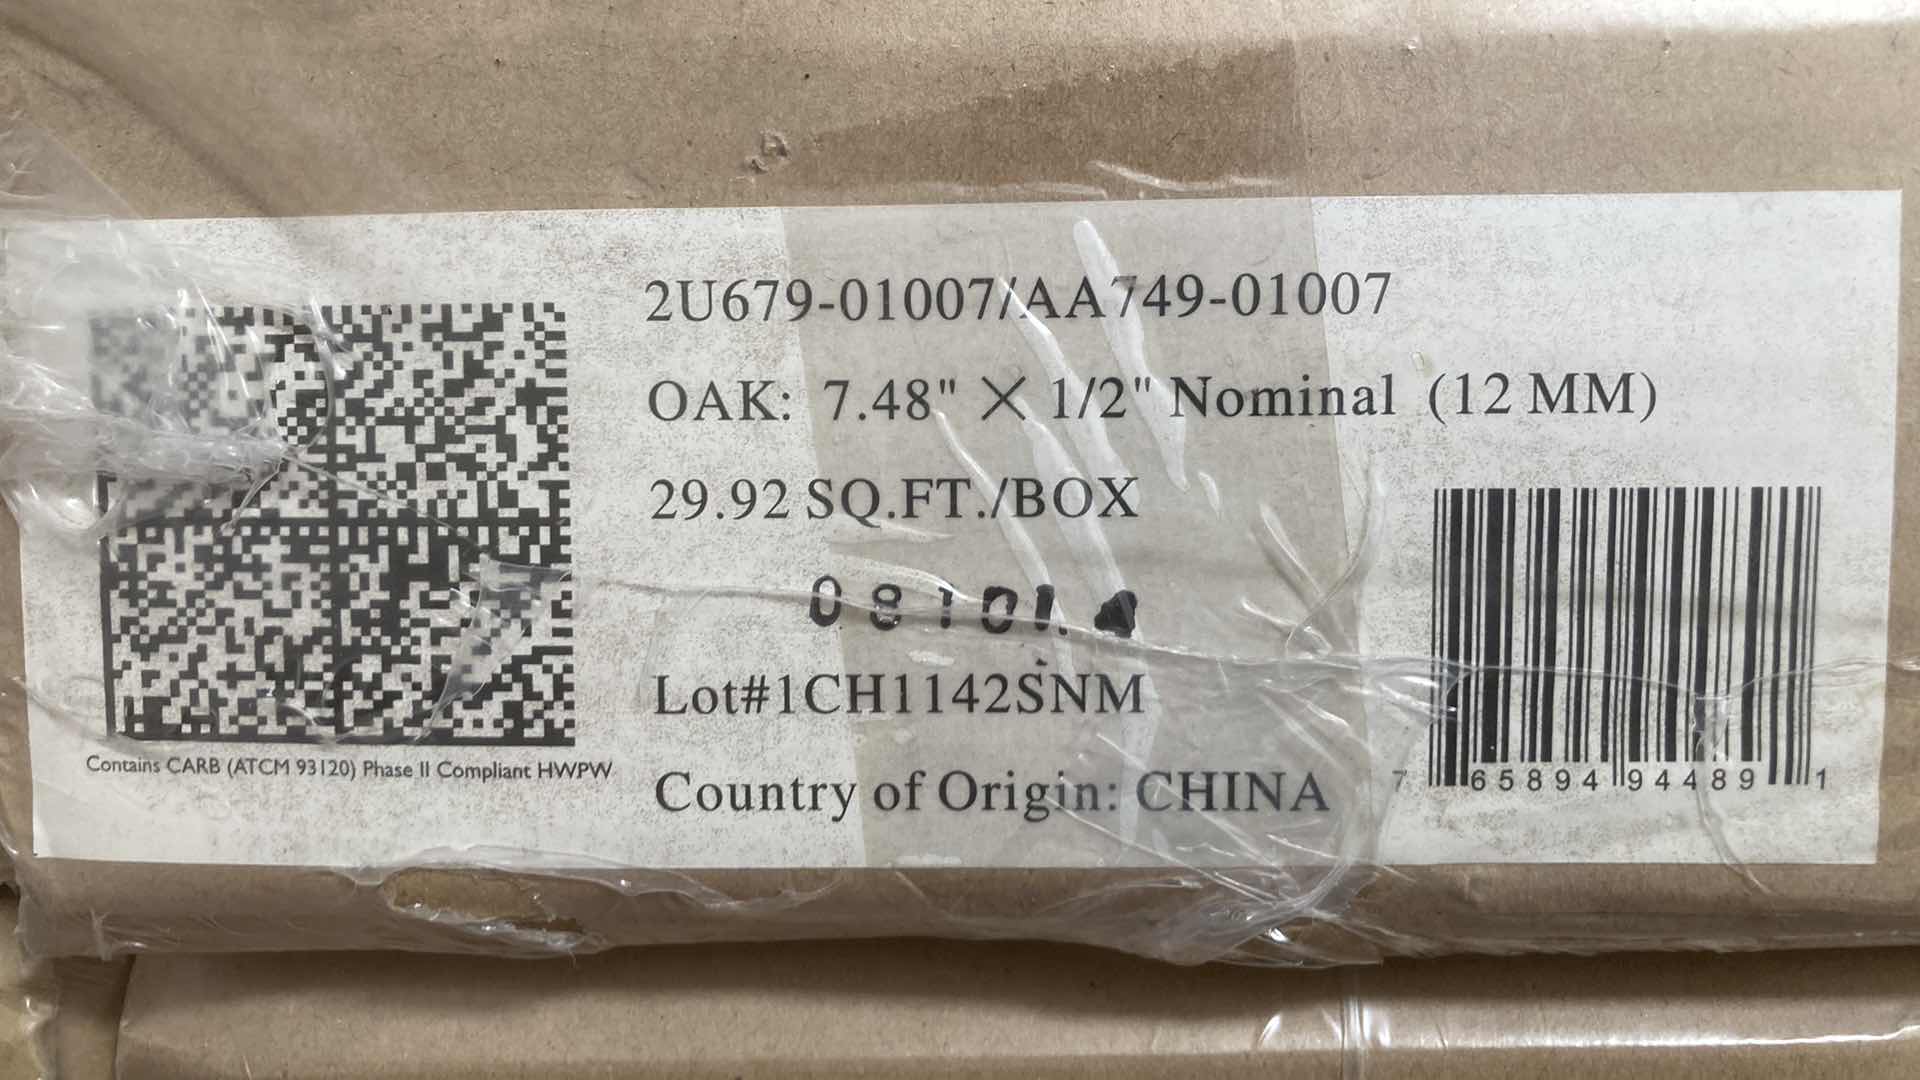 2U679-01007/AA749-01007
OAK: 7.48" × 1/2" Nominal (12 MM)
29.92 SQ.FT./BOX
Lot#1CH1142SNM
Country of Origin: CHINA
Contains CARB (ATCM 93120) Phase II Compliant HWPW
7 65894 94489 1